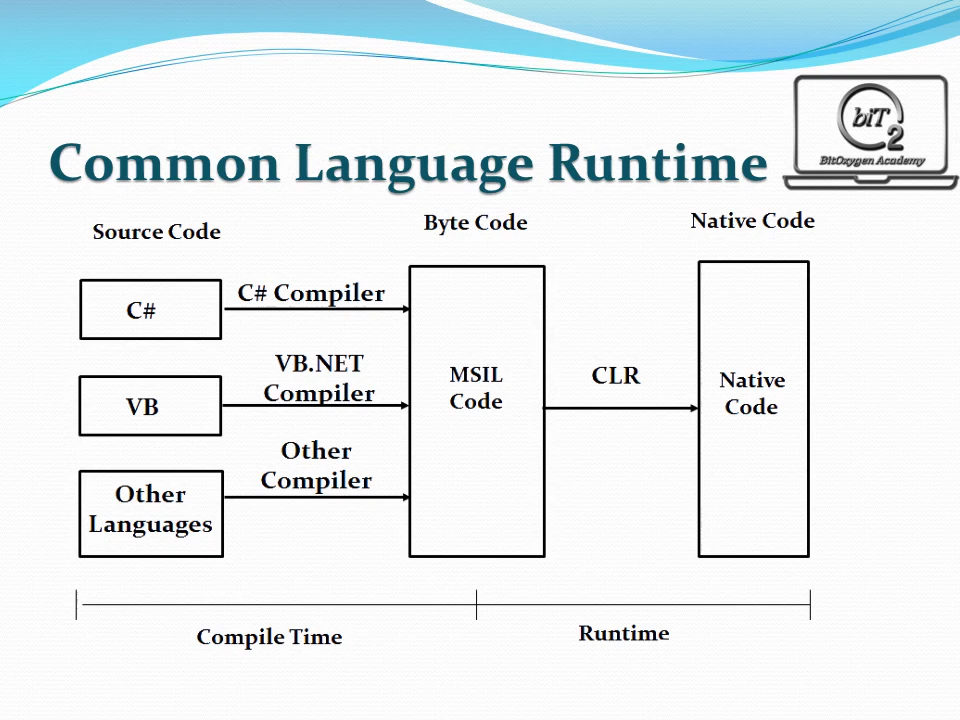 biT
2
BitOxygen Academy
Common Language Runtime
Source Code
Byte Code
Native Code
C#
C# Compiler
VB
VB.NET
Compiler
Other
Languages
Other
Compiler
MSIL
Code
CLR
Native
Code
Compile Time
Runtime